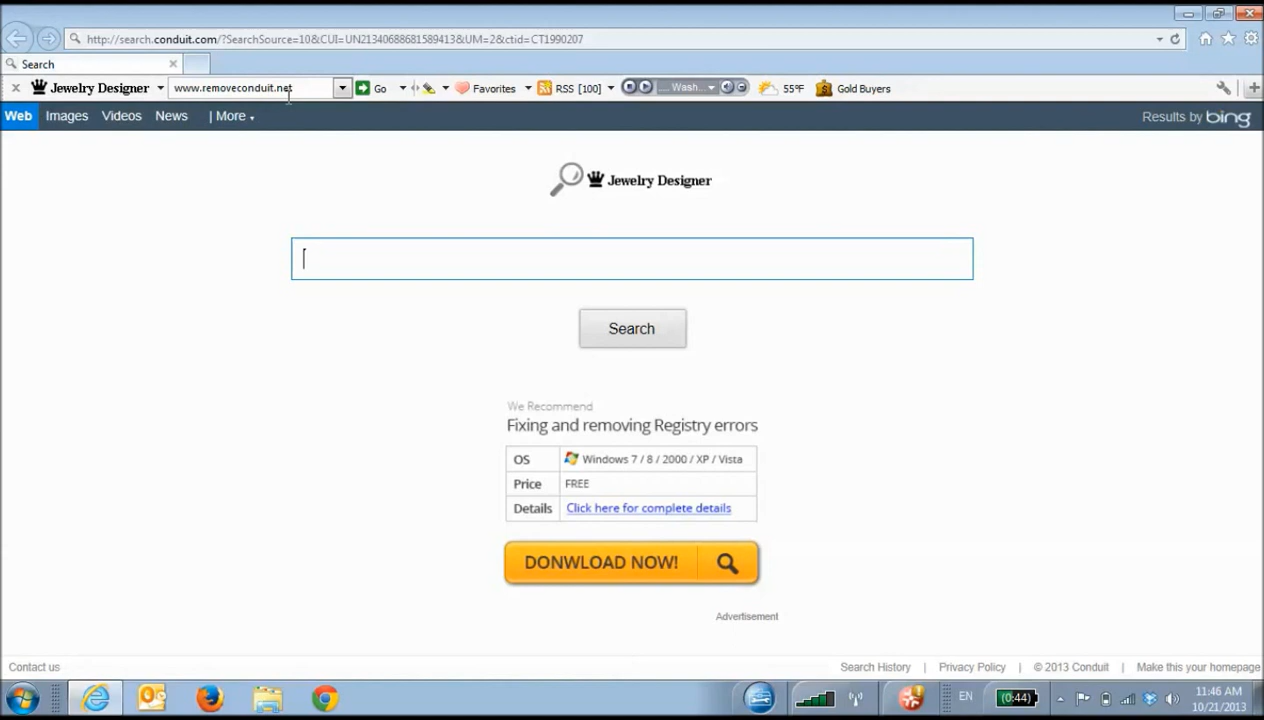 http://search.conduit.com/?SearchSource=10&CUI=UN21340688681589413&UM=2&ctid=CT1990207
Search
Jewelry Designer www.removeconduit.net Go Favorites RSS [100] ... Wash... 55°F Gold Buyers
Web Images Videos News | More Results by bing
Jewelry Designer
Search
We Recommend
Fixing and removing Registry errors
OS Windows 7 / 8 / 2000 / XP / Vista
Price FREE
Details Click here for complete details
DONWLOAD NOW!
Advertisement
Contact us Search History | Privacy Policy | © 2013 Conduit | Make this your homepage
EN (0:44) 11:46 AM
10/21/2013